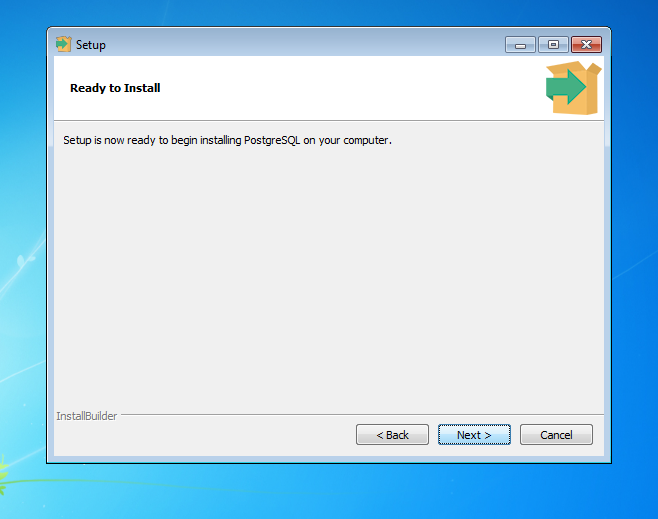 Setup
Ready to Install
Setup is now ready to begin installing PostgreSQL on your computer.
InstallBuilder
< Back
Next >
Cancel